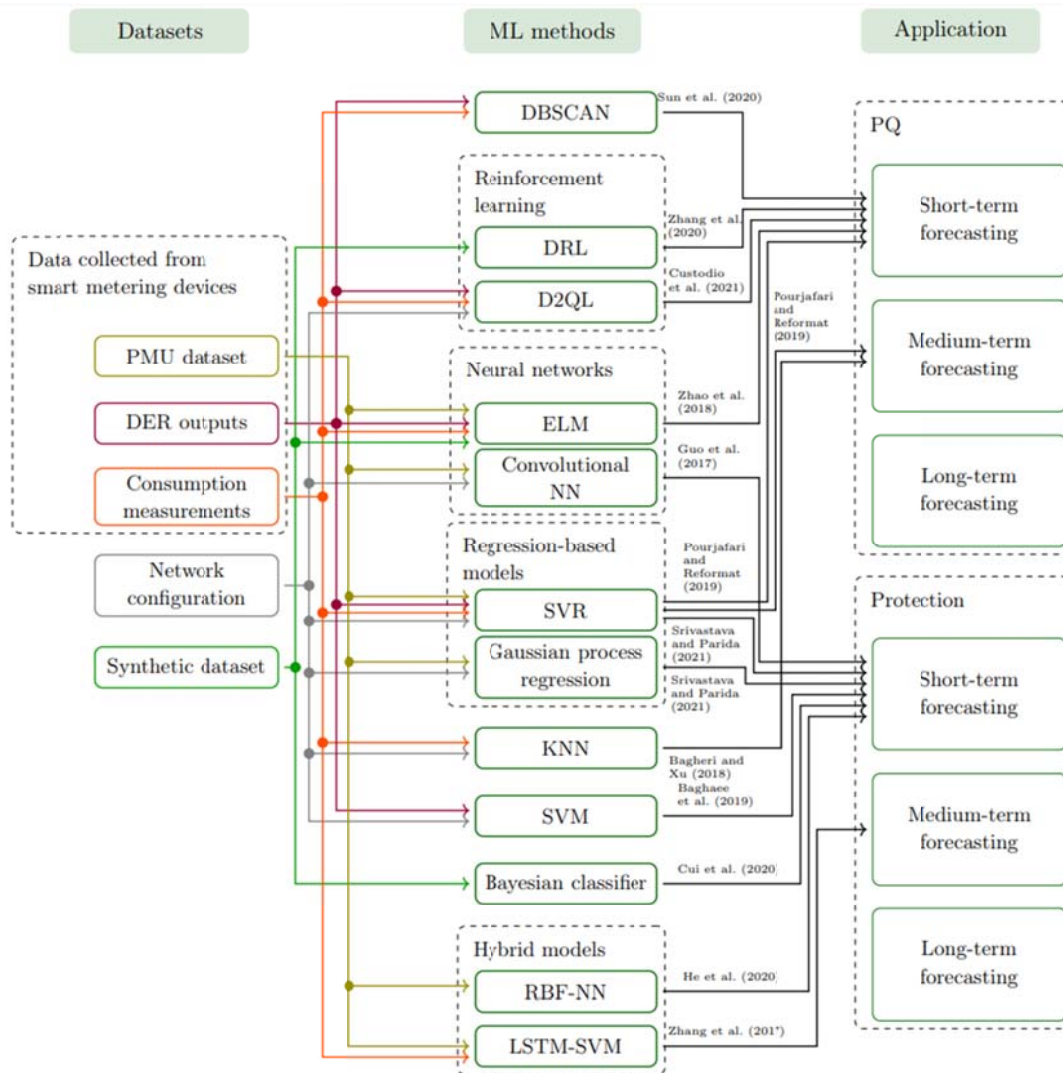 Datasets
ML methods
Application
Data collected from
smart metering devices
PMU dataset
DER outputs
Consumption
measurements
Network
configuration
Synthetic dataset
DBSCAN
Reinforcement
learning
DRL
D2QL
Neural networks
ELM
Convolutional
NN
Regression-based
models
SVR
Gaussian process
regression
KNN
SVM
Bayesian classifier
Hybrid models
RBF-NN
LSTM-SVM
Sun et al. (2020)
Zhang et al.
(2020)
Custodio
et al. (2021)
Pourjafari
and
Reformat
(2019)
Zhao et al.
(2018)
Guo et al.
(2017)
Pourjafari
and
Reformat
(2019)
Srivastava
and Parida
(2021)
Srivastava
and Parida
(2021)
Bagheri and
Xu (2018)
Baghaee
et al. (2019)
Cui et al. (2020)
He et al. (2020)
Zhang et al. (2017)
PQ
Short-term
forecasting
Medium-term
forecasting
Long-term
forecasting
Protection
Short-term
forecasting
Medium-term
forecasting
Long-term
forecasting